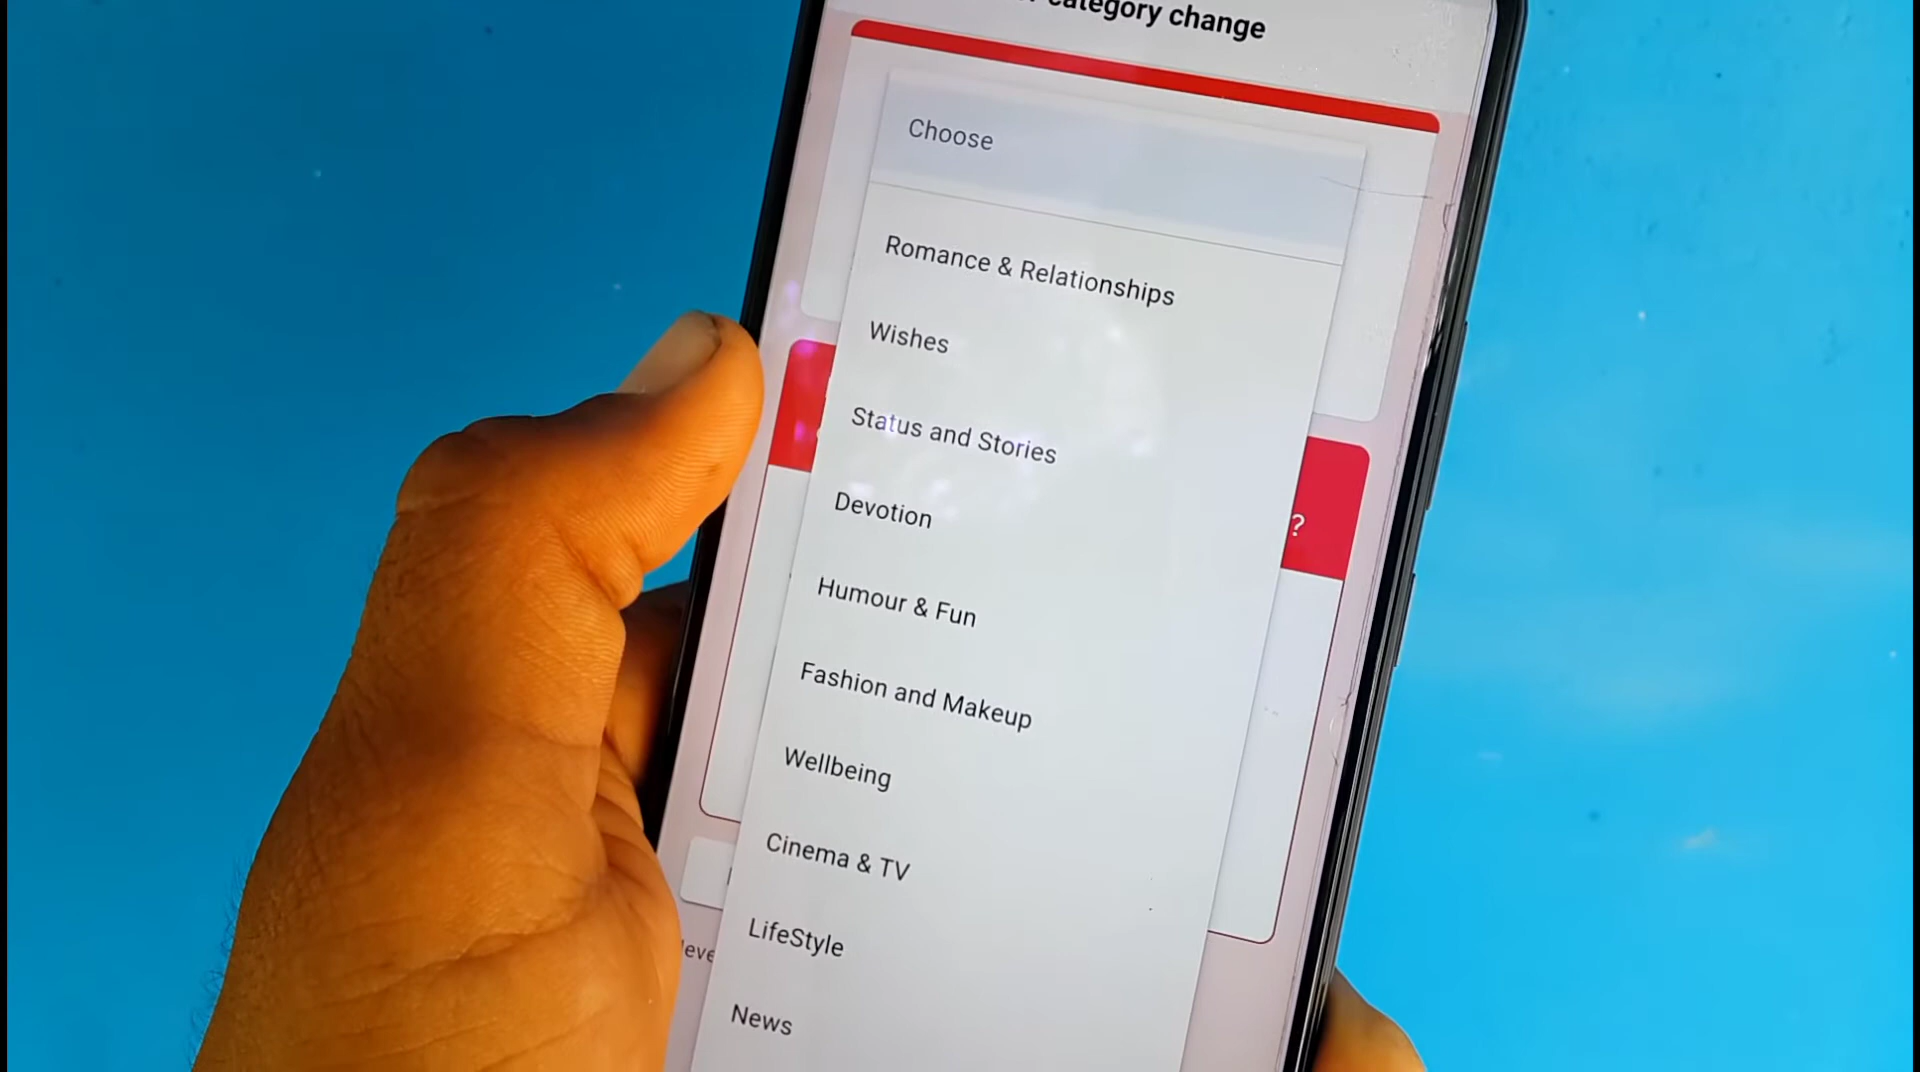 category change
Choose
Romance & Relationships
Wishes
Status and Stories
Devotion
?
Humour & Fun
Fashion and Makeup
Wellbeing
Cinema & TV
LifeStyle
News